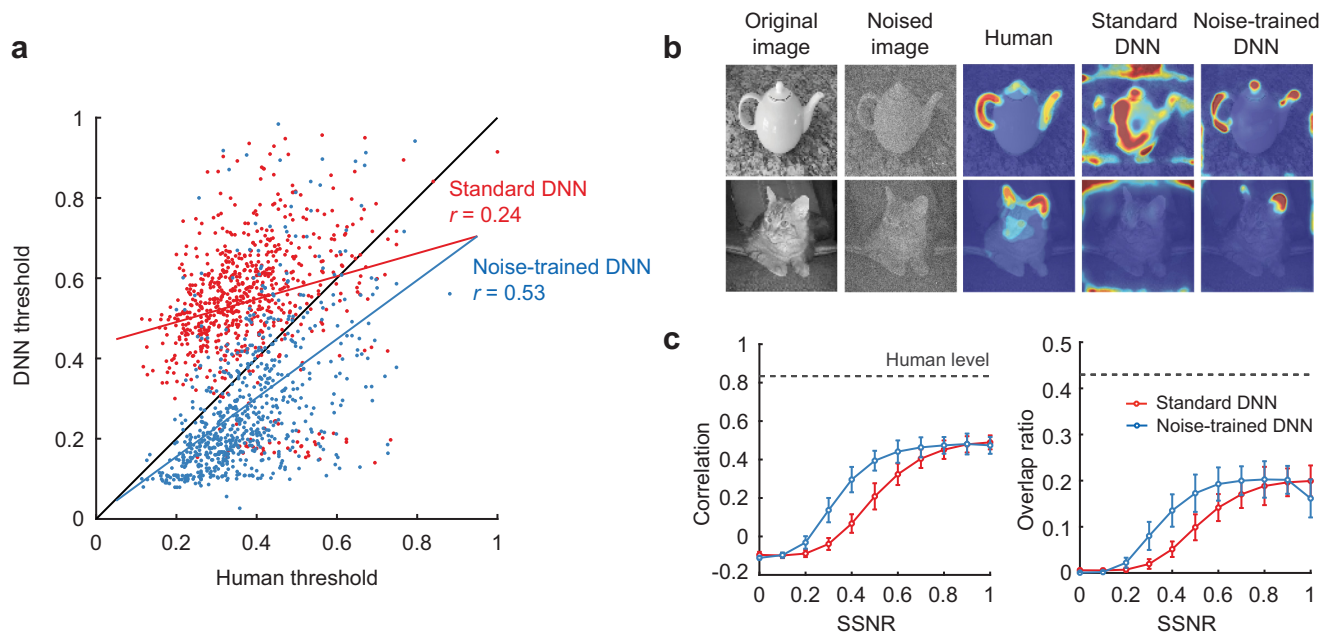 a
1
0.8
0.6
0.4
0.2
0
0 0.2 0.4 0.6 0.8 1
DNN threshold
Human threshold
Standard DNN
r = 0.24
Noise-trained DNN
r = 0.53
b
Original
image
Noised
image
Human
Standard
DNN
Noise-trained
DNN
c
1
0.8
0.6
0.4
0.2
0
-0.2
0 0.2 0.4 0.6 0.8 1
Correlation
SSNR
Human level
0.5
0.4
0.3
0.2
0.1
0
0 0.2 0.4 0.6 0.8 1
Overlap ratio
SSNR
Standard DNN
Noise-trained DNN